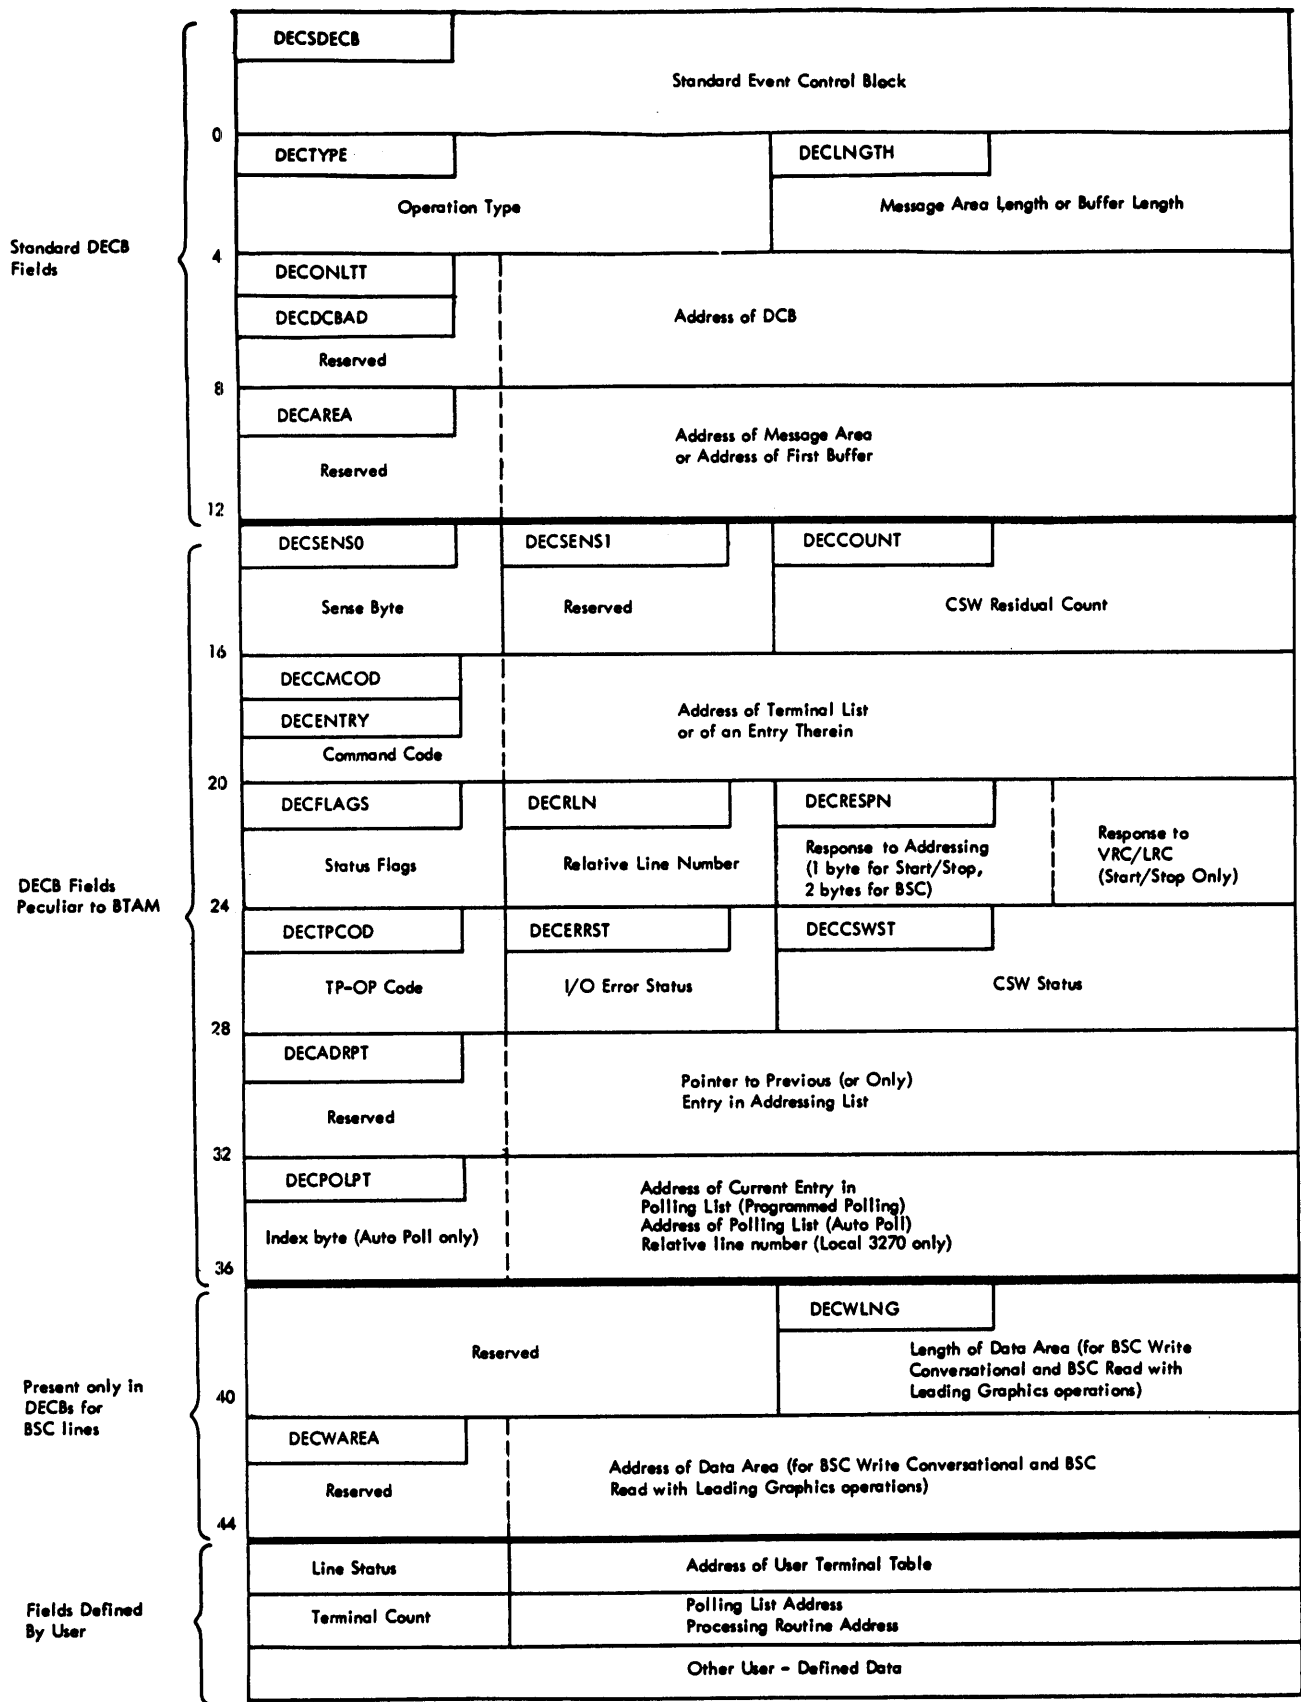 DECSDECB
Standard Event Control Block
0
DECTYPE
DECLNGTH
Operation Type
Message Area Length or Buffer Length
Standard DECB
Fields
4
DECONLTT
DECDCBAD
Address of DCB
Reserved
8
DECAREA
Address of Message Area
or Address of First Buffer
Reserved
12
DECSENS0
DECSENS1
DECCOUNT
Sense Byte
Reserved
CSW Residual Count
16
DECCMCOD
DECENTRY
Address of Terminal List
or of an Entry Therein
Command Code
20
DECFLAGS
DECRLN
DECRESPN
Status Flags
Relative Line Number
Response to Addressing
(1 byte for Start/Stop,
2 bytes for BSC)
Response to
VRC/LRC
(Start/Stop Only)
DECB Fields
Peculiar to BTAM
24
DECTPCOD
DECERRST
DECCSWST
TP-OP Code
I/O Error Status
CSW Status
28
DECADRPT
Pointer to Previous (or Only)
Entry in Addressing List
Reserved
32
DECPOLPT
Address of Current Entry in
Polling List (Programmed Polling)
Address of Polling List (Auto Poll)
Relative line number (Local 3270 only)
Index byte (Auto Poll only)
36
DECWLNG
Reserved
Length of Data Area (for BSC Write
Conversational and BSC Read with
Leading Graphics operations)
Present only in
DECBs for
BSC lines
40
DECWAREA
Address of Data Area (for BSC Write Conversational and BSC
Read with Leading Graphics operations)
Reserved
44
Line Status
Address of User Terminal Table
Fields Defined
By User
Terminal Count
Polling List Address
Processing Routine Address
Other User - Defined Data